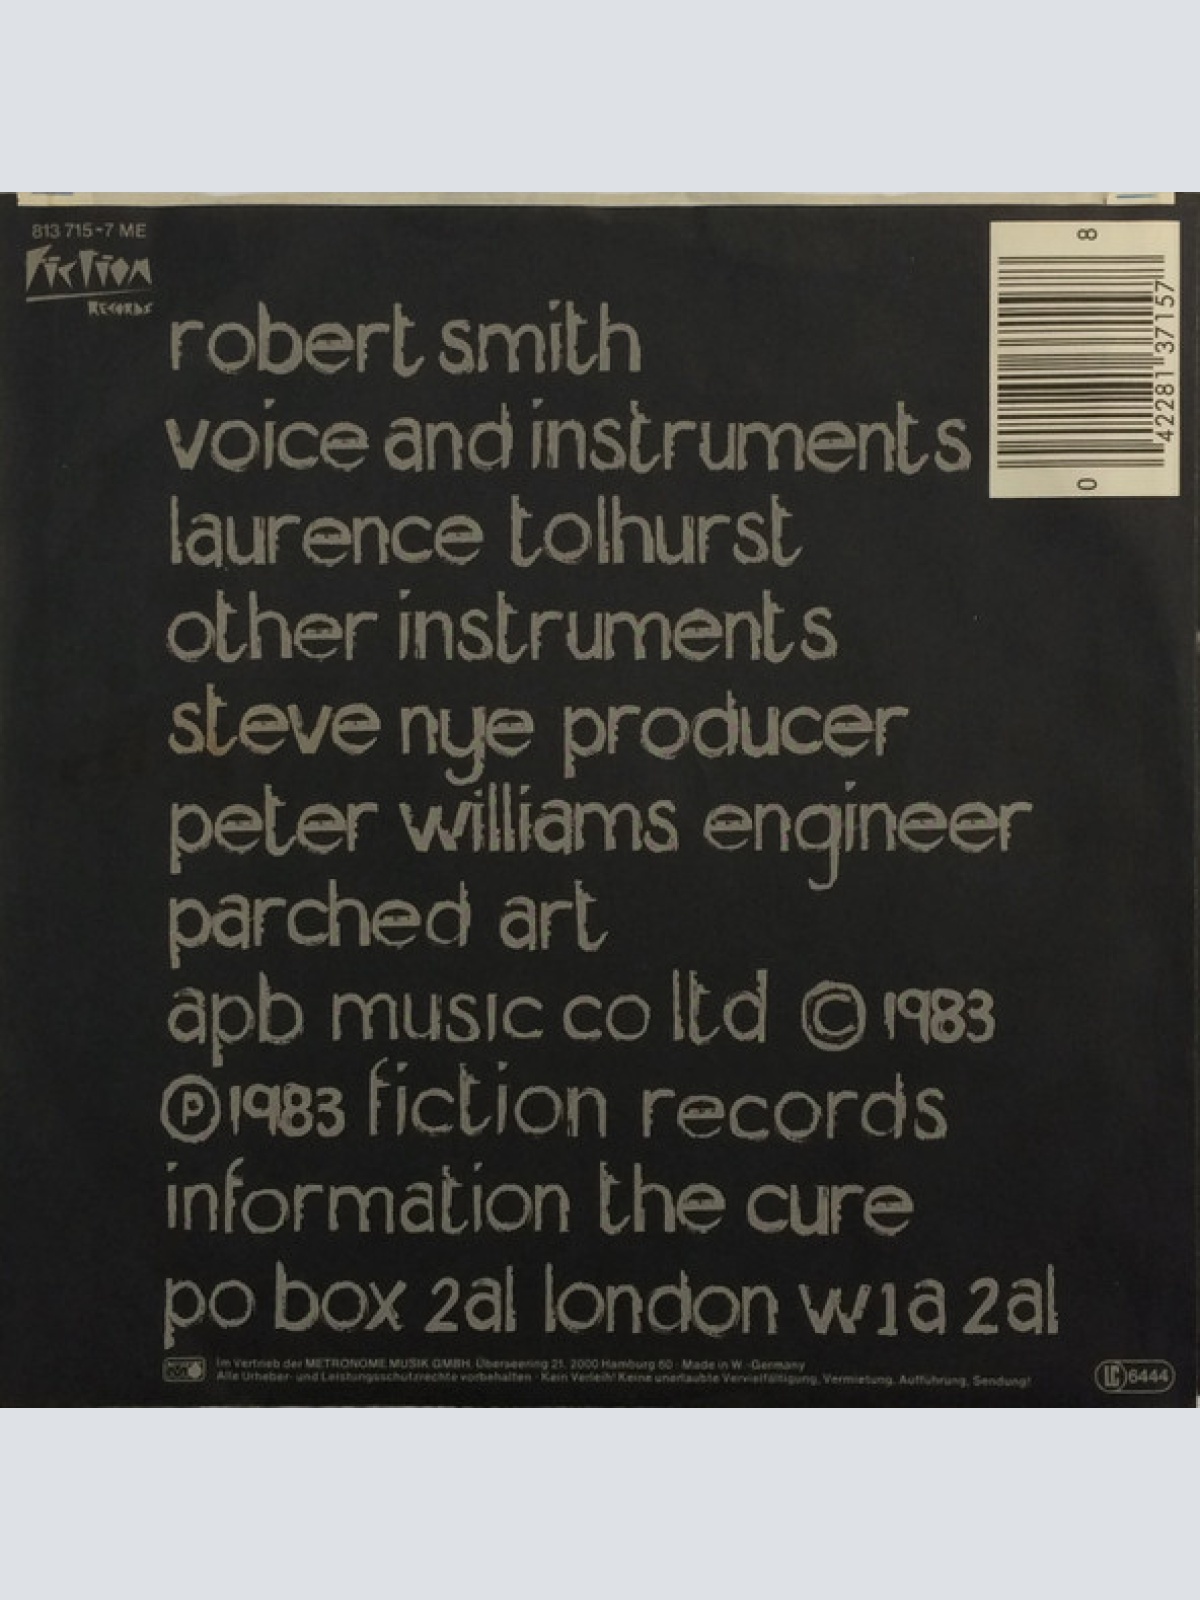 813 715-7 ME
Fiction
Records
8
42281 37157
0
robert smith
voice and instruments
laurence tolhurst
other instruments
steve nye producer
peter williams engineer
parched art
apb music co ltd © 1983
℗ 1983 fiction records
information the cure
po box 2al london w1a 2al
Im Vertrieb der METRONOME MUSIK GMBH, Überseering 21, 2000 Hamburg 60 · Made in W.-Germany
Alle Urheber- und Leistungsschutzrechte vorbehalten · Kein Verleih! Keine unerlaubte Vervielfältigung, Vermietung, Aufführung, Sendung!
LC 6444